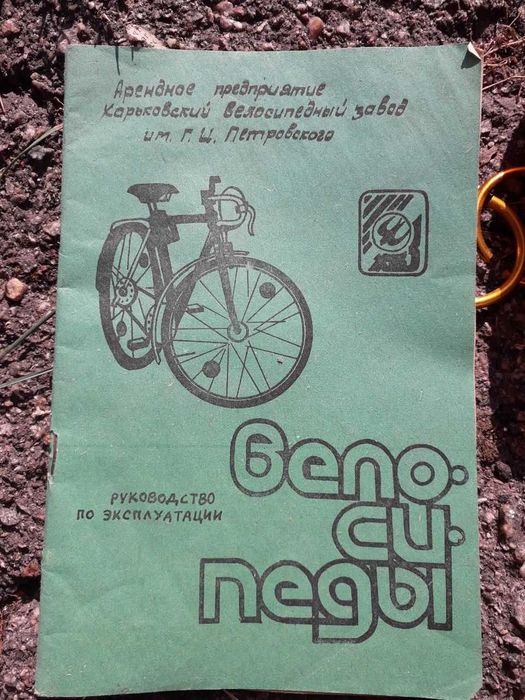 Арендное предприятие
Харьковский велосипедный завод
им. Г. И. Петровского
РУКОВОДСТВО
ПО ЭКСПЛУАТАЦИИ
вело-
си-
педы